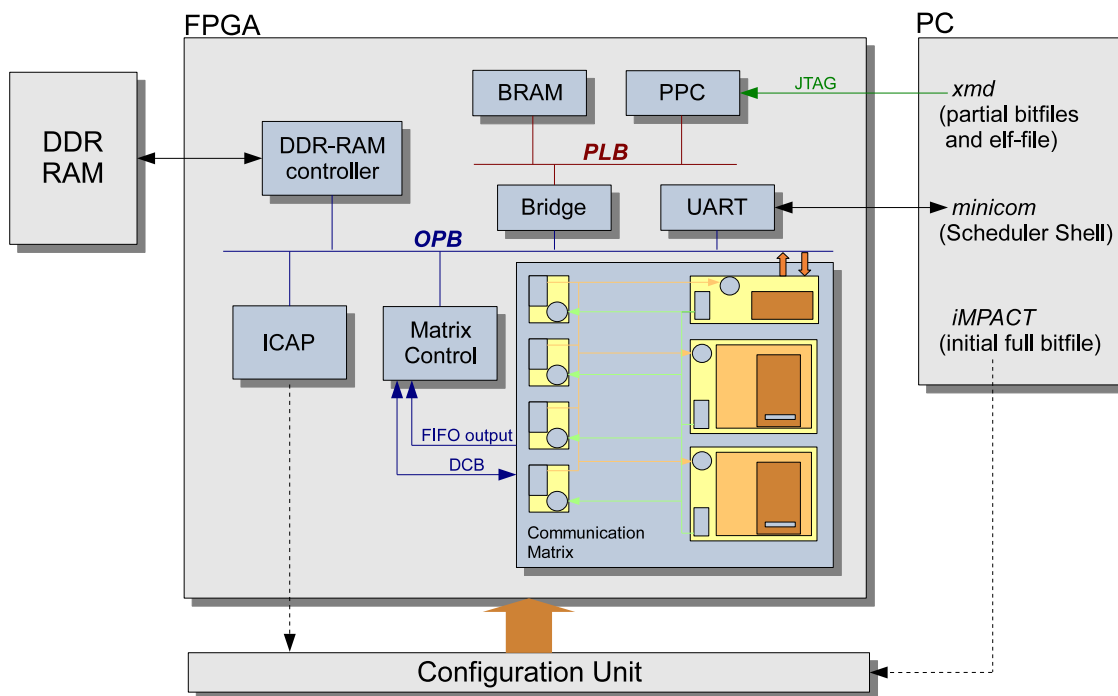 FPGA
PC
DDR
RAM
BRAM
PPC
JTAG
xmd
(partial bitfiles
and elf-file)
DDR-RAM
controller
PLB
Bridge
UART
minicom
(Scheduler Shell)
OPB
ICAP
Matrix
Control
iMPACT
(initial full bitfile)
FIFO output
DCB
Communication
Matrix
Configuration Unit